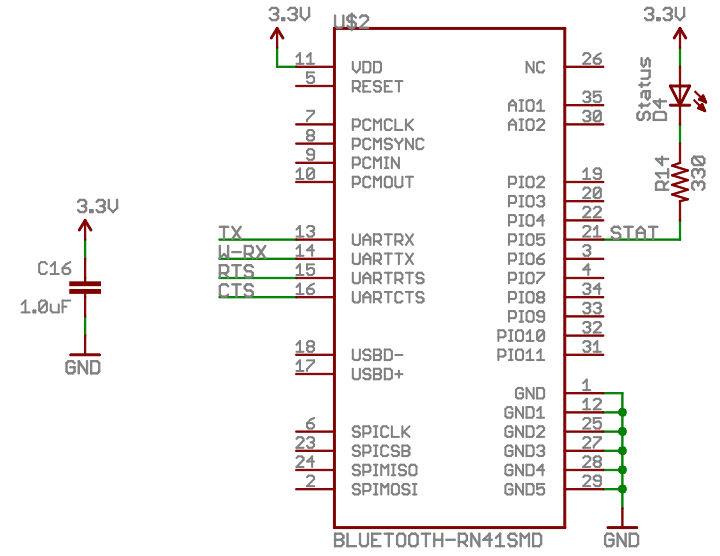 3.3V
U$2
3.3V
11 VDD
5 RESET
7 PCMCLK
8 PCMSYNC
9 PCMIN
10 PCMOUT
TX 13 UARTRX
W-RX 14 UARTTX
RTS 15 UARTRTS
CTS 16 UARTCTS
18 USBD-
17 USBD+
6 SPICLK
23 SPICSB
24 SPIMISO
2 SPIMOSI
NC 26
AIO1 35
AIO2 30
PIO2 19
PIO3 20
PIO4 22
PIO5 21 STAT
PIO6 3
PIO7 4
PIO8 34
PIO9 33
PIO10 32
PIO11 31
GND 1
GND1 12
GND2 25
GND3 27
GND4 28
GND5 29
Status
D4
R14
330
3.3V
C16
1.0uF
GND
BLUETOOTH-RN41SMD
GND